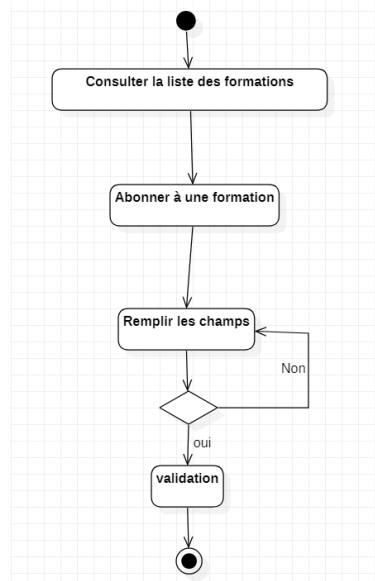 Consulter la liste des formations
Abonner à une formation
Remplir les champs
Non
oui
validation